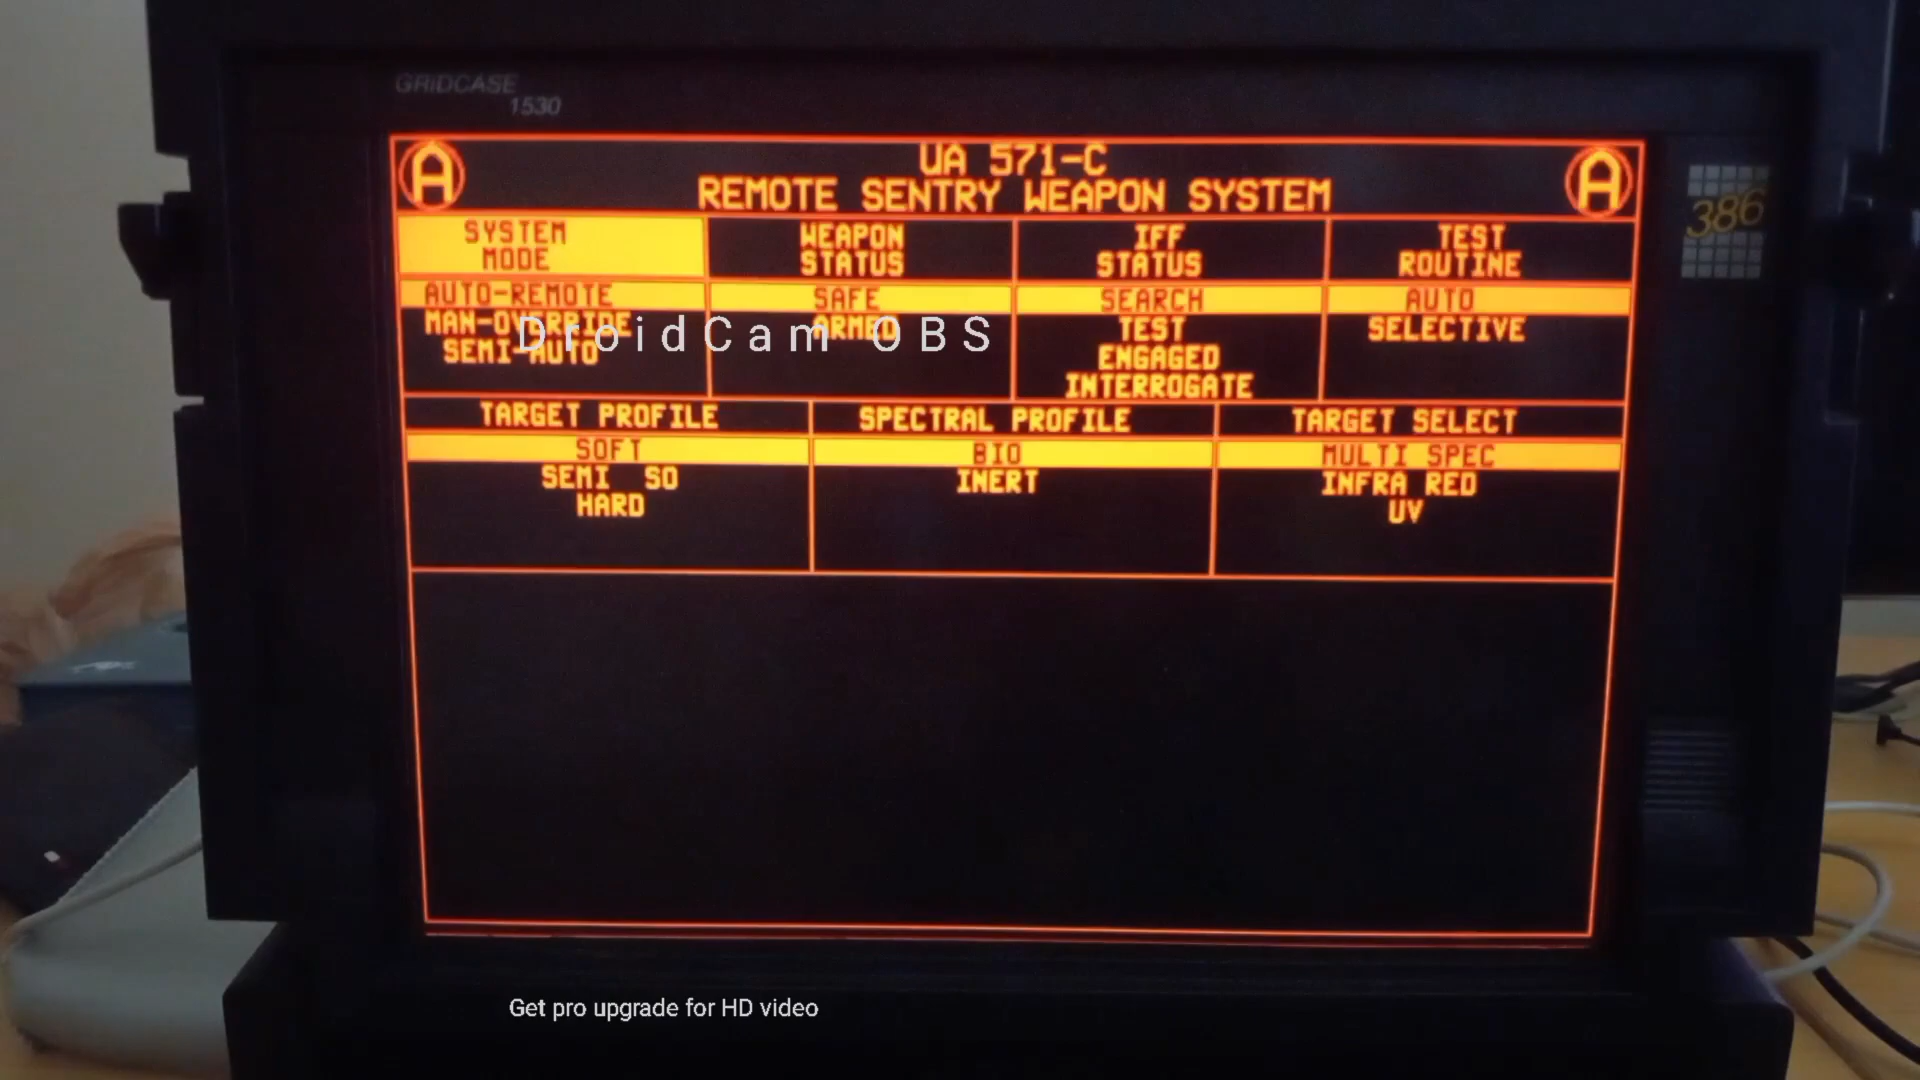 GRiDCASE
1530
386
A
UA 571-C
A
REMOTE SENTRY WEAPON SYSTEM
SYSTEM
MODE
WEAPON
STATUS
IFF
STATUS
TEST
ROUTINE
AUTO-REMOTE
MAN-OVERRIDE
SEMI-AUTO
SAFE
ARMED
SEARCH
TEST
ENGAGED
INTERROGATE
AUTO
SELECTIVE
DroidCam OBS
TARGET PROFILE
SPECTRAL PROFILE
TARGET SELECT
SOFT
SEMI SO
HARD
BIO
INERT
MULTI SPEC
INFRA RED
UV
Get pro upgrade for HD video